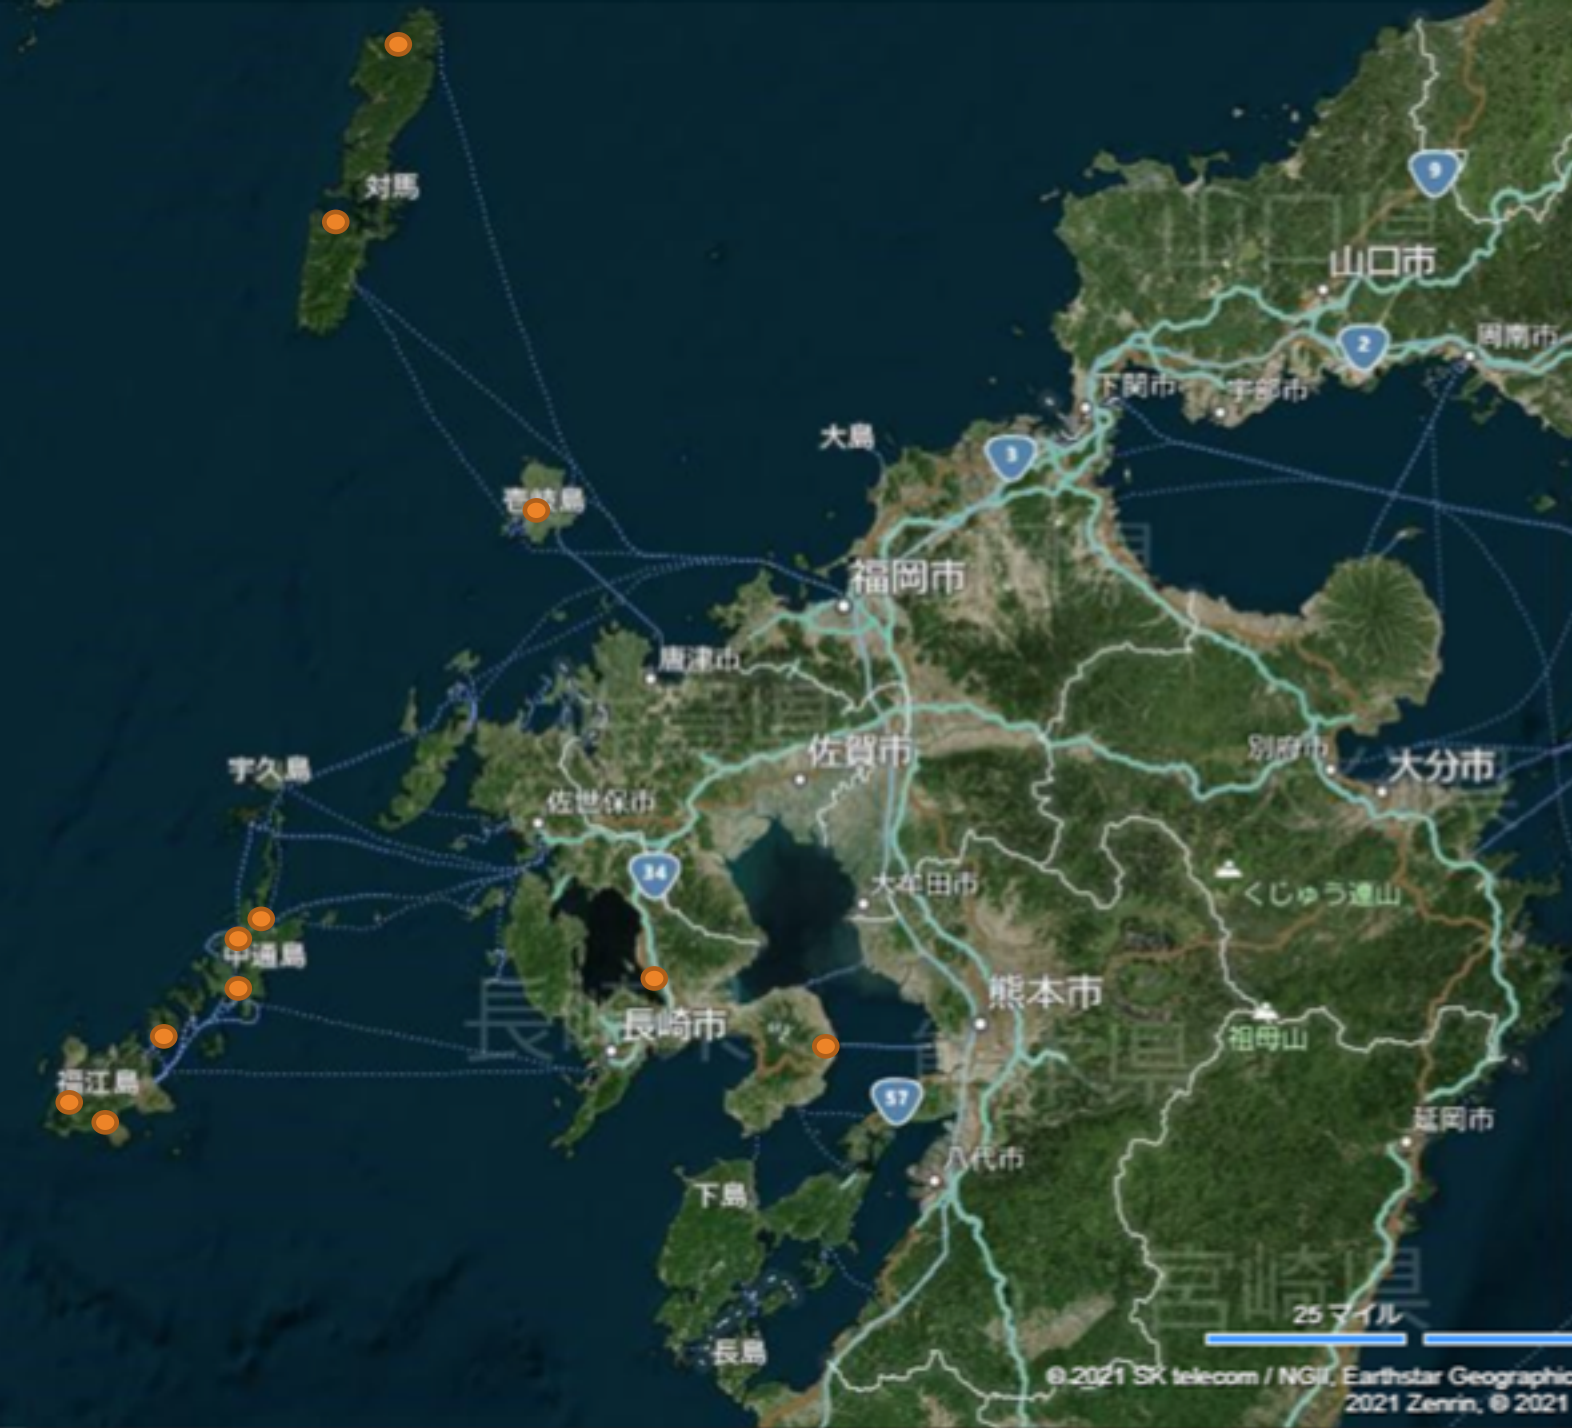 9
対馬
山口市
2
周南市
下関市
宇部市
大島
3
壱岐島
福岡市
唐津市
佐賀市
別府市
大分市
宇久島
佐世保市
34
大牟田市
くじゅう連山
中通島
熊本市
長崎市
祖母山
福江島
57
延岡市
八代市
下島
宮崎県
25 マイル
長島
© 2021 SK telecom / NGII, Earthstar Geographic
2021 Zenrin, © 2021